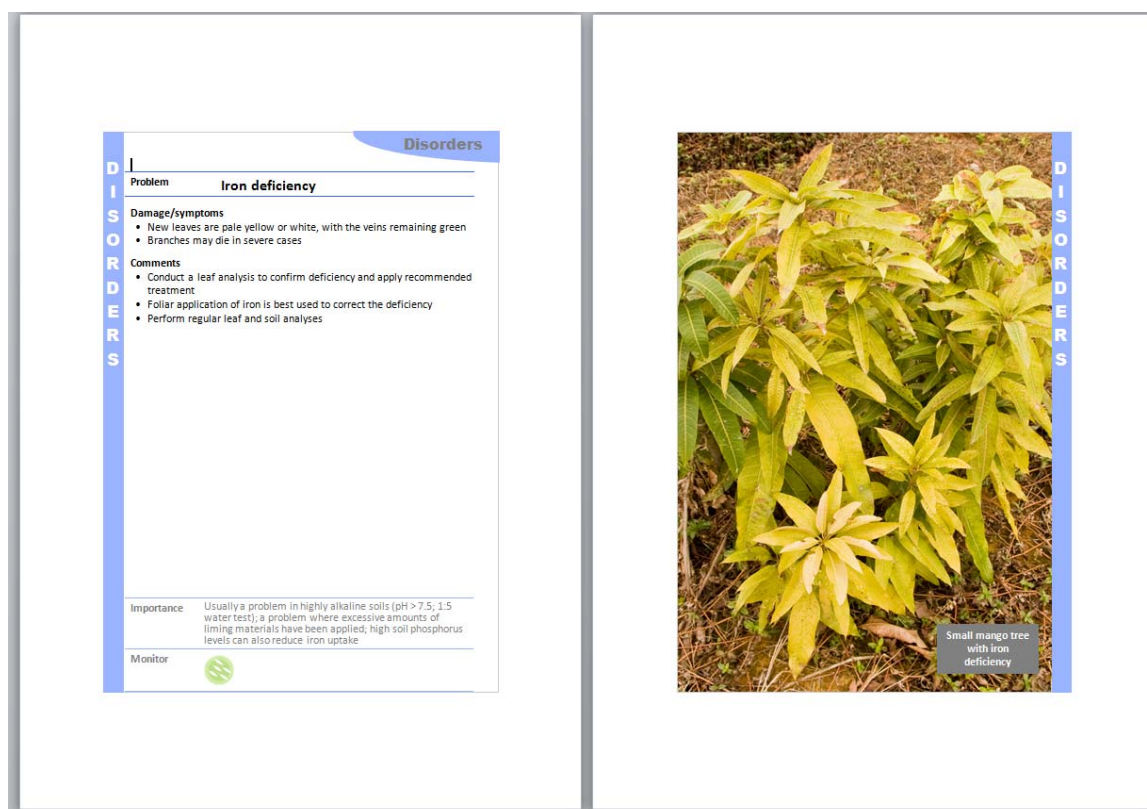 Disorders
DISORDERS
Problem Iron deficiency
Damage/symptoms
• New leaves are pale yellow or white, with the veins remaining green
• Branches may die in severe cases
Comments
• Conduct a leaf analysis to confirm deficiency and apply recommended
treatment
• Foliar application of iron is best used to correct the deficiency
• Perform regular leaf and soil analyses
Importance Usually a problem in highly alkaline soils (pH > 7.5; 1:5
water test); a problem where excessive amounts of
liming materials have been applied; high soil phosphorus
levels can also reduce iron uptake
Monitor
DISORDERS
Small mango tree
with iron
deficiency